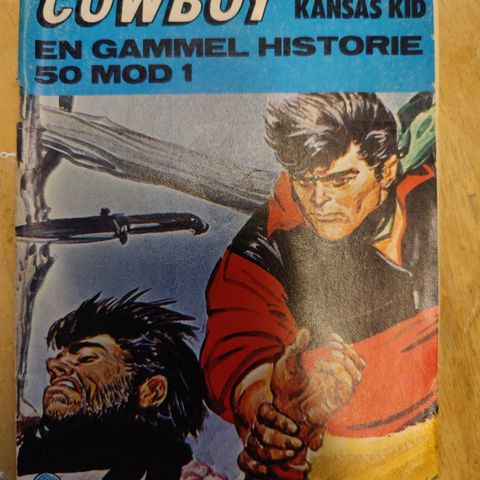 COWBOY
KANSAS KID
EN GAMMEL HISTORIE
50 MOD 1